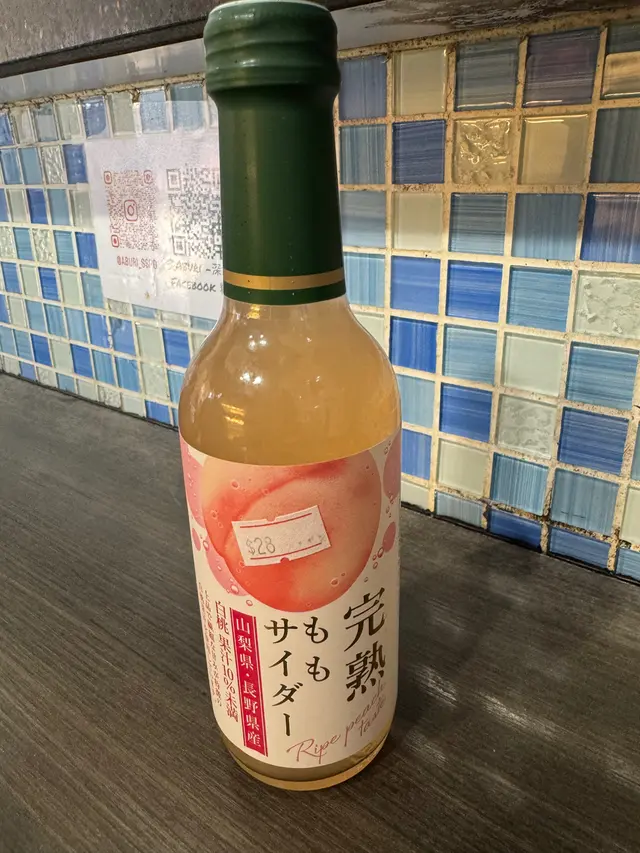 $28
完熟
もも
サイダー
山梨県・長野県産
白桃 果汁10%未満
Ripe peach
taste
FACEBOOK